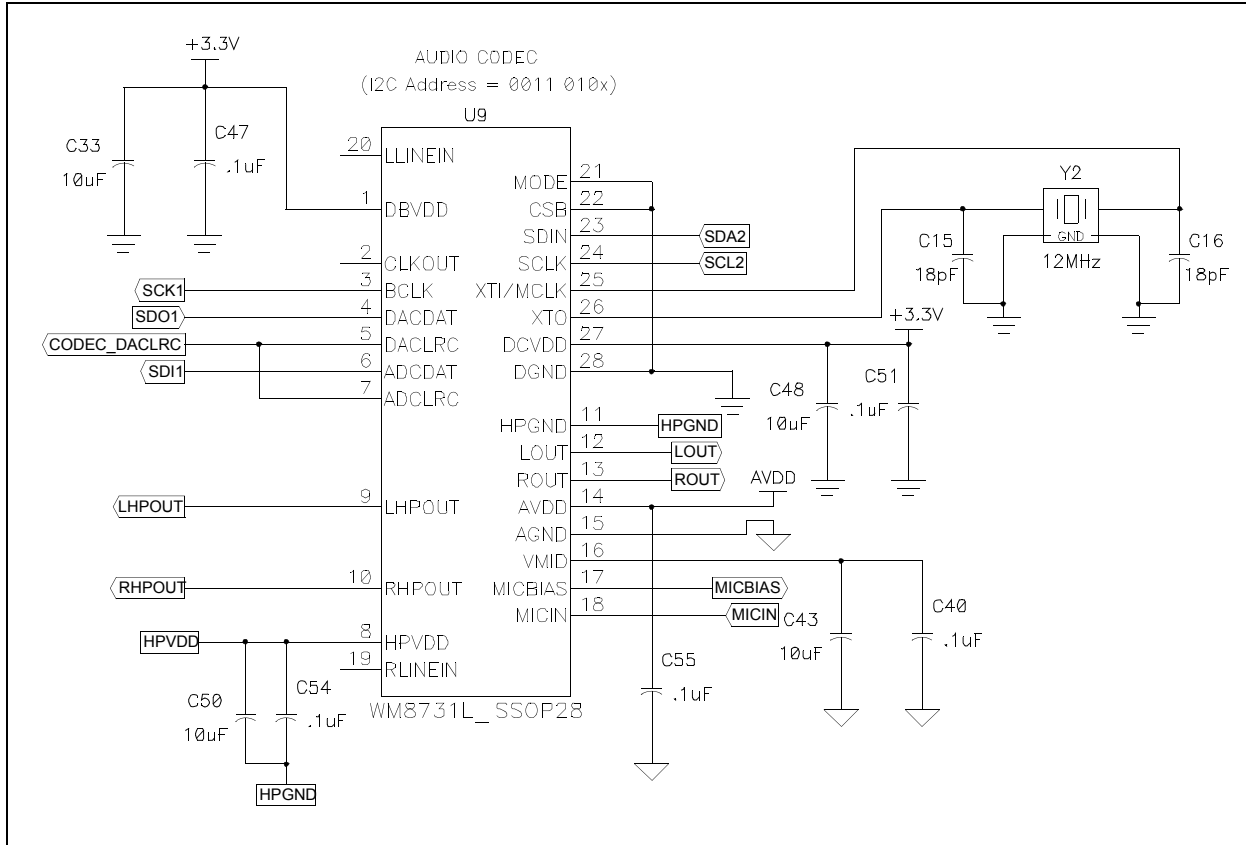 +3.3V
AUDIO CODEC
(I2C Address = 0011 010x)
U9
C33
10uF
C47
.1uF
20 LLINEIN
1 DBVDD
2 CLKOUT
3 BCLK
4 DACDAT
5 DACLRC
6 ADCDAT
7 ADCLRC
9 LHPOUT
10 RHPOUT
8 HPVDD
19 RLINEIN
SCK1
SDO1
CODEC_DACLRC
SDI1
LHPOUT
RHPOUT
HPVDD
C50
10uF
C54
.1uF
HPGND
MODE 21
CSB 22
SDIN 23
SCLK 24
XTI/MCLK 25
XTO 26
DCVDD 27
DGND 28
HPGND 11
LOUT 12
ROUT 13
AVDD 14
AGND 15
VMID 16
MICBIAS 17
MICIN 18
WM8731L_SSOP28
SDA2
SCL2
HPGND
LOUT
ROUT
AVDD
MICBIAS
MICIN
Y2
GND
12MHz
C15
18pF
C16
18pF
+3.3V
C48
10uF
C51
.1uF
C43
10uF
C40
.1uF
C55
.1uF